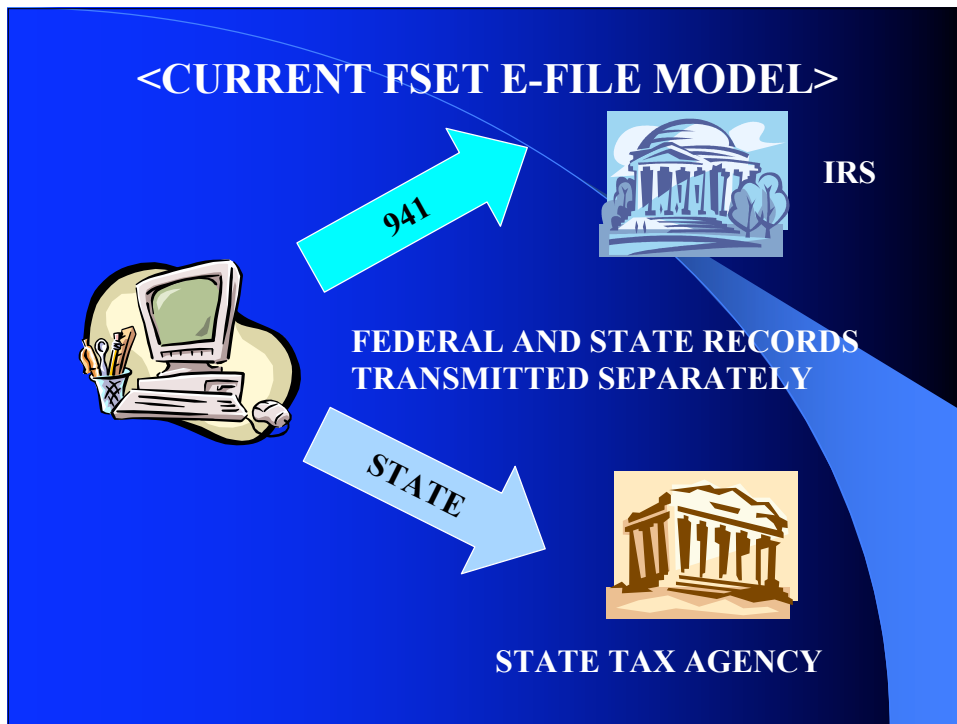 <CURRENT FSET E-FILE MODEL>
IRS
941
FEDERAL AND STATE RECORDS
TRANSMITTED SEPARATELY
STATE
STATE TAX AGENCY